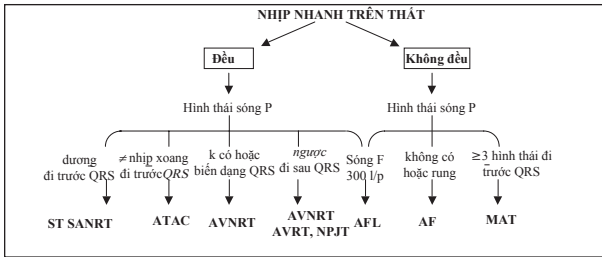 NHỊP NHANH TRÊN THẤT
Đều
Không đều
Hình thái sóng P
Hình thái sóng P
dương
đi trước QRS
≠ nhịp xoang
đi trước QRS
k có hoặc
biến dạng QRS
ngược
đi sau QRS
Sóng F
300 l/p
không có
hoặc rung
≥3 hình thái đi
trước QRS
ST SANRT
ATAC
AVNRT
AVNRT
AVRT, NPJT
AFL
AF
MAT